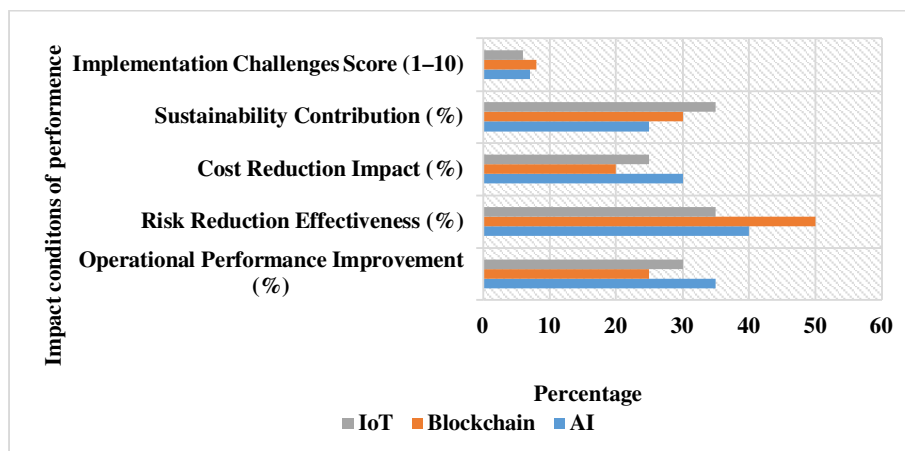 Impact conditons of performence
Implementation Challenges Score (1–10)
Sustainability Contribution (%)
Cost Reduction Impact (%)
Risk Reduction Effectiveness (%)
Operational Performance Improvement
(%)
0 10 20 30 40 50 60
Percentage
IoT Blockchain AI